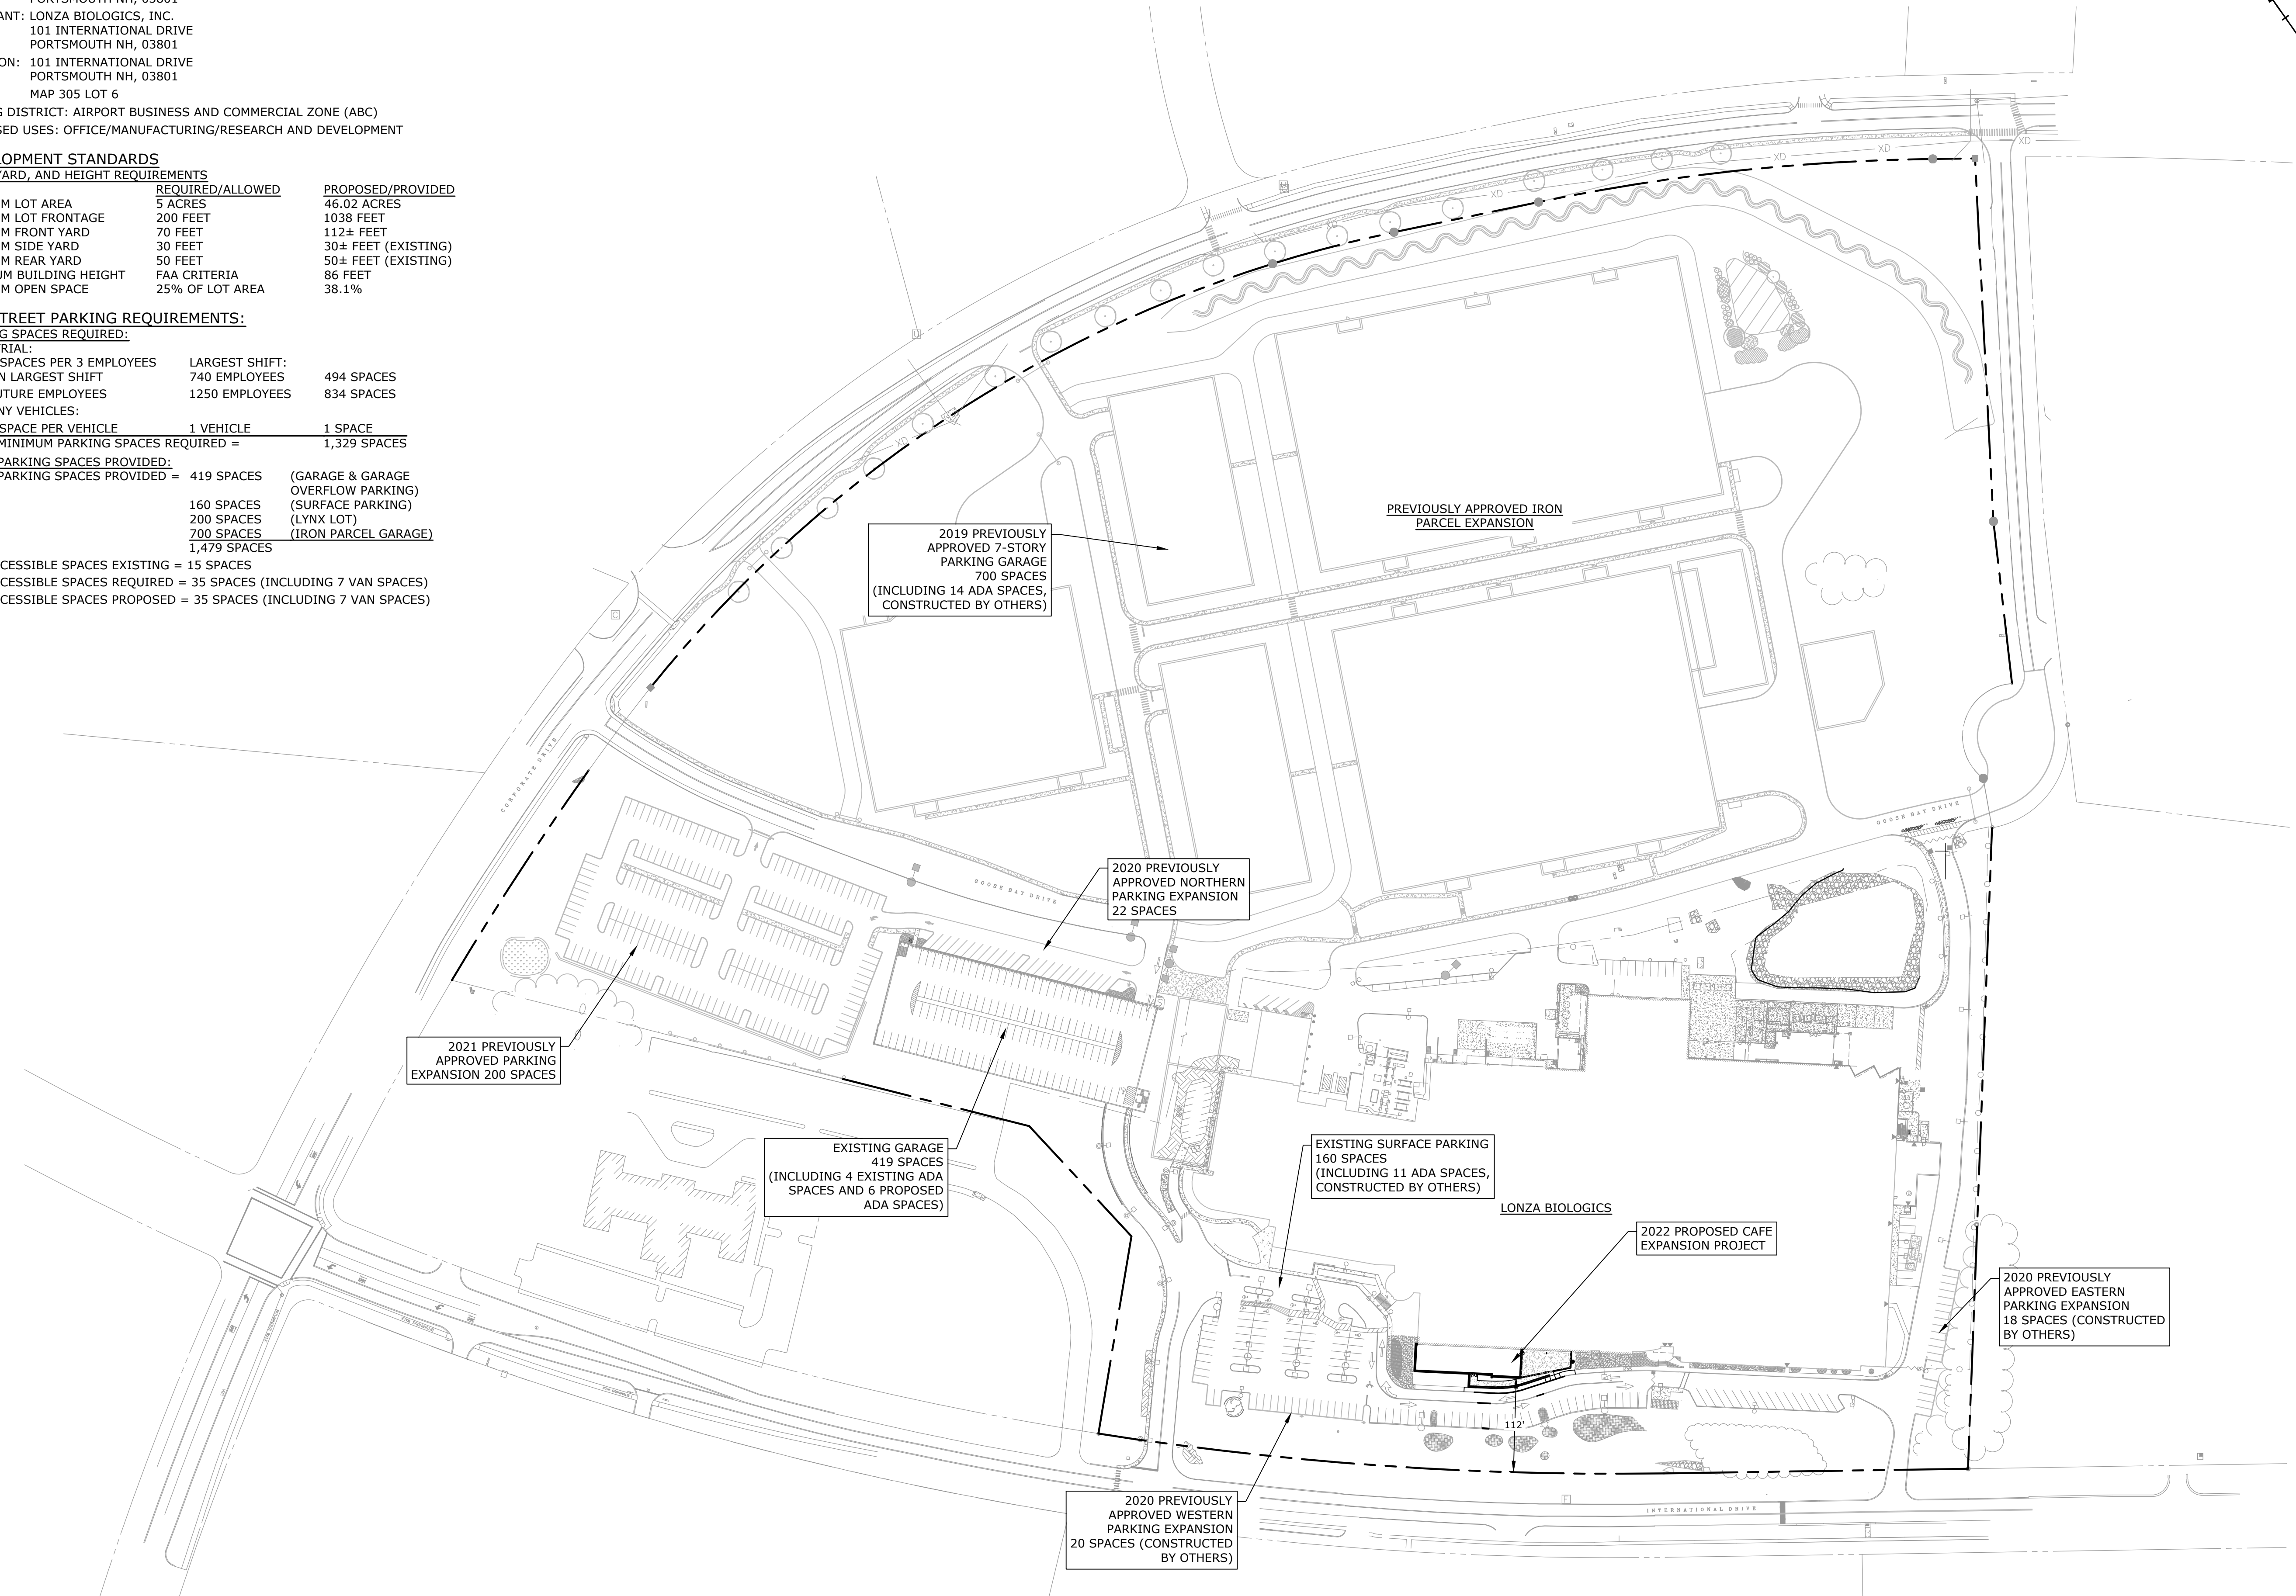 PORTSMOUTH NH, 03801
ANT: LONZA BIOLOGICS, INC.
101 INTERNATIONAL DRIVE
PORTSMOUTH NH, 03801
ON: 101 INTERNATIONAL DRIVE
PORTSMOUTH NH, 03801
MAP 305 LOT 6
G DISTRICT: AIRPORT BUSINESS AND COMMERCIAL ZONE (ABC)
SED USES: OFFICE/MANUFACTURING/RESEARCH AND DEVELOPMENT
LOPMENT STANDARDS
YARD, AND HEIGHT REQUIREMENTS
REQUIRED/ALLOWED PROPOSED/PROVIDED
M LOT AREA 5 ACRES 46.02 ACRES
M LOT FRONTAGE 200 FEET 1038 FEET
M FRONT YARD 70 FEET 112± FEET
M SIDE YARD 30 FEET 30± FEET (EXISTING)
M REAR YARD 50 FEET 50± FEET (EXISTING)
UM BUILDING HEIGHT FAA CRITERIA 86 FEET
M OPEN SPACE 25% OF LOT AREA 38.1%
TREET PARKING REQUIREMENTS:
G SPACES REQUIRED:
TRIAL:
SPACES PER 3 EMPLOYEES LARGEST SHIFT:
N LARGEST SHIFT 740 EMPLOYEES 494 SPACES
UTURE EMPLOYEES 1250 EMPLOYEES 834 SPACES
NY VEHICLES:
SPACE PER VEHICLE 1 VEHICLE 1 SPACE
MINIMUM PARKING SPACES REQUIRED = 1,329 SPACES
PARKING SPACES PROVIDED:
PARKING SPACES PROVIDED = 419 SPACES (GARAGE & GARAGE
OVERFLOW PARKING)
160 SPACES (SURFACE PARKING)
200 SPACES (LYNX LOT)
700 SPACES (IRON PARCEL GARAGE)
1,479 SPACES
CESSIBLE SPACES EXISTING = 15 SPACES
CESSIBLE SPACES REQUIRED = 35 SPACES (INCLUDING 7 VAN SPACES)
CESSIBLE SPACES PROPOSED = 35 SPACES (INCLUDING 7 VAN SPACES)
XD
XD
XD
XD
XD
XD
2019 PREVIOUSLY
APPROVED 7-STORY
PARKING GARAGE
700 SPACES
(INCLUDING 14 ADA SPACES,
CONSTRUCTED BY OTHERS)
PREVIOUSLY APPROVED IRON
PARCEL EXPANSION
CORPORATE DRIVE
GOOSE BAY DRIVE
GOOSE BAY DRIVE
2020 PREVIOUSLY
APPROVED NORTHERN
PARKING EXPANSION
22 SPACES
2021 PREVIOUSLY
APPROVED PARKING
EXPANSION 200 SPACES
EXISTING GARAGE
419 SPACES
(INCLUDING 4 EXISTING ADA
SPACES AND 6 PROPOSED
ADA SPACES)
EXISTING SURFACE PARKING
160 SPACES
(INCLUDING 11 ADA SPACES,
CONSTRUCTED BY OTHERS)
LONZA BIOLOGICS
2022 PROPOSED CAFE
EXPANSION PROJECT
2020 PREVIOUSLY
APPROVED EASTERN
PARKING EXPANSION
18 SPACES (CONSTRUCTED
BY OTHERS)
112'
2020 PREVIOUSLY
APPROVED WESTERN
PARKING EXPANSION
20 SPACES (CONSTRUCTED
BY OTHERS)
INTERNATIONAL DRIVE